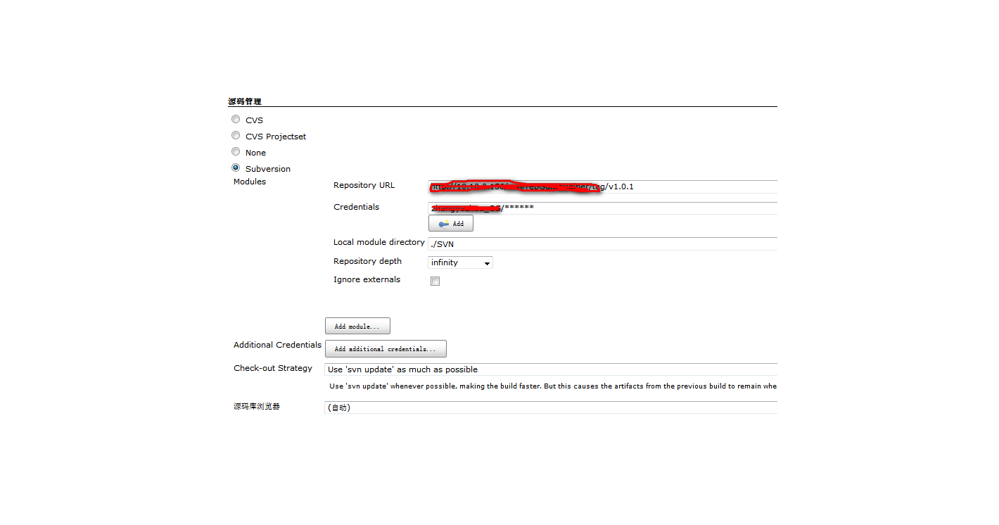 源码管理
CVS
CVS Projectset
None
Subversion
Modules
Repository URL
/tag/v1.0.1
Credentials
/******
Add
Local module directory
./SVN
Repository depth
infinity
Ignore externals
Add module...
Additional Credentials
Add additional credentials...
Check-out Strategy
Use 'svn update' as much as possible
Use 'svn update' whenever possible, making the build faster. But this causes the artifacts from the previous build to remain whe
源码库浏览器
(自动)